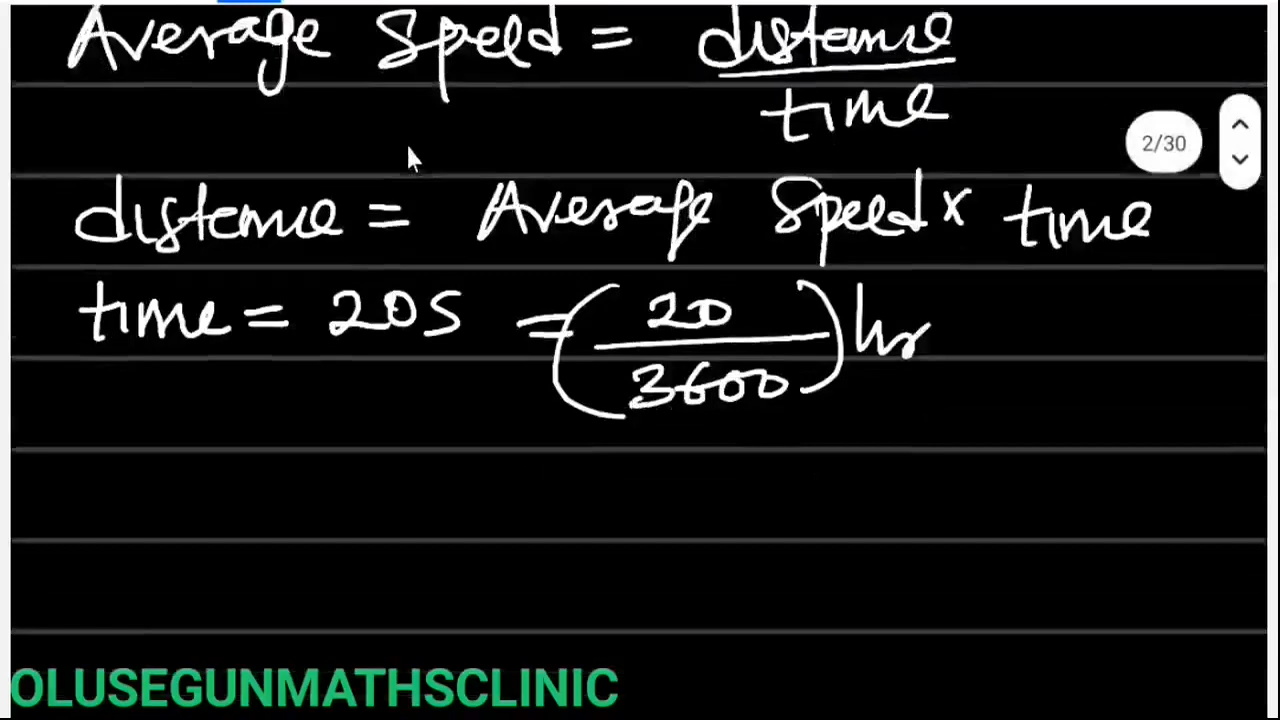 Average Speed = distance / time
2/30
distance = Average Speed x time
time = 20s = (20 / 3600) hr
OLUSEGUNMATHSCLINIC